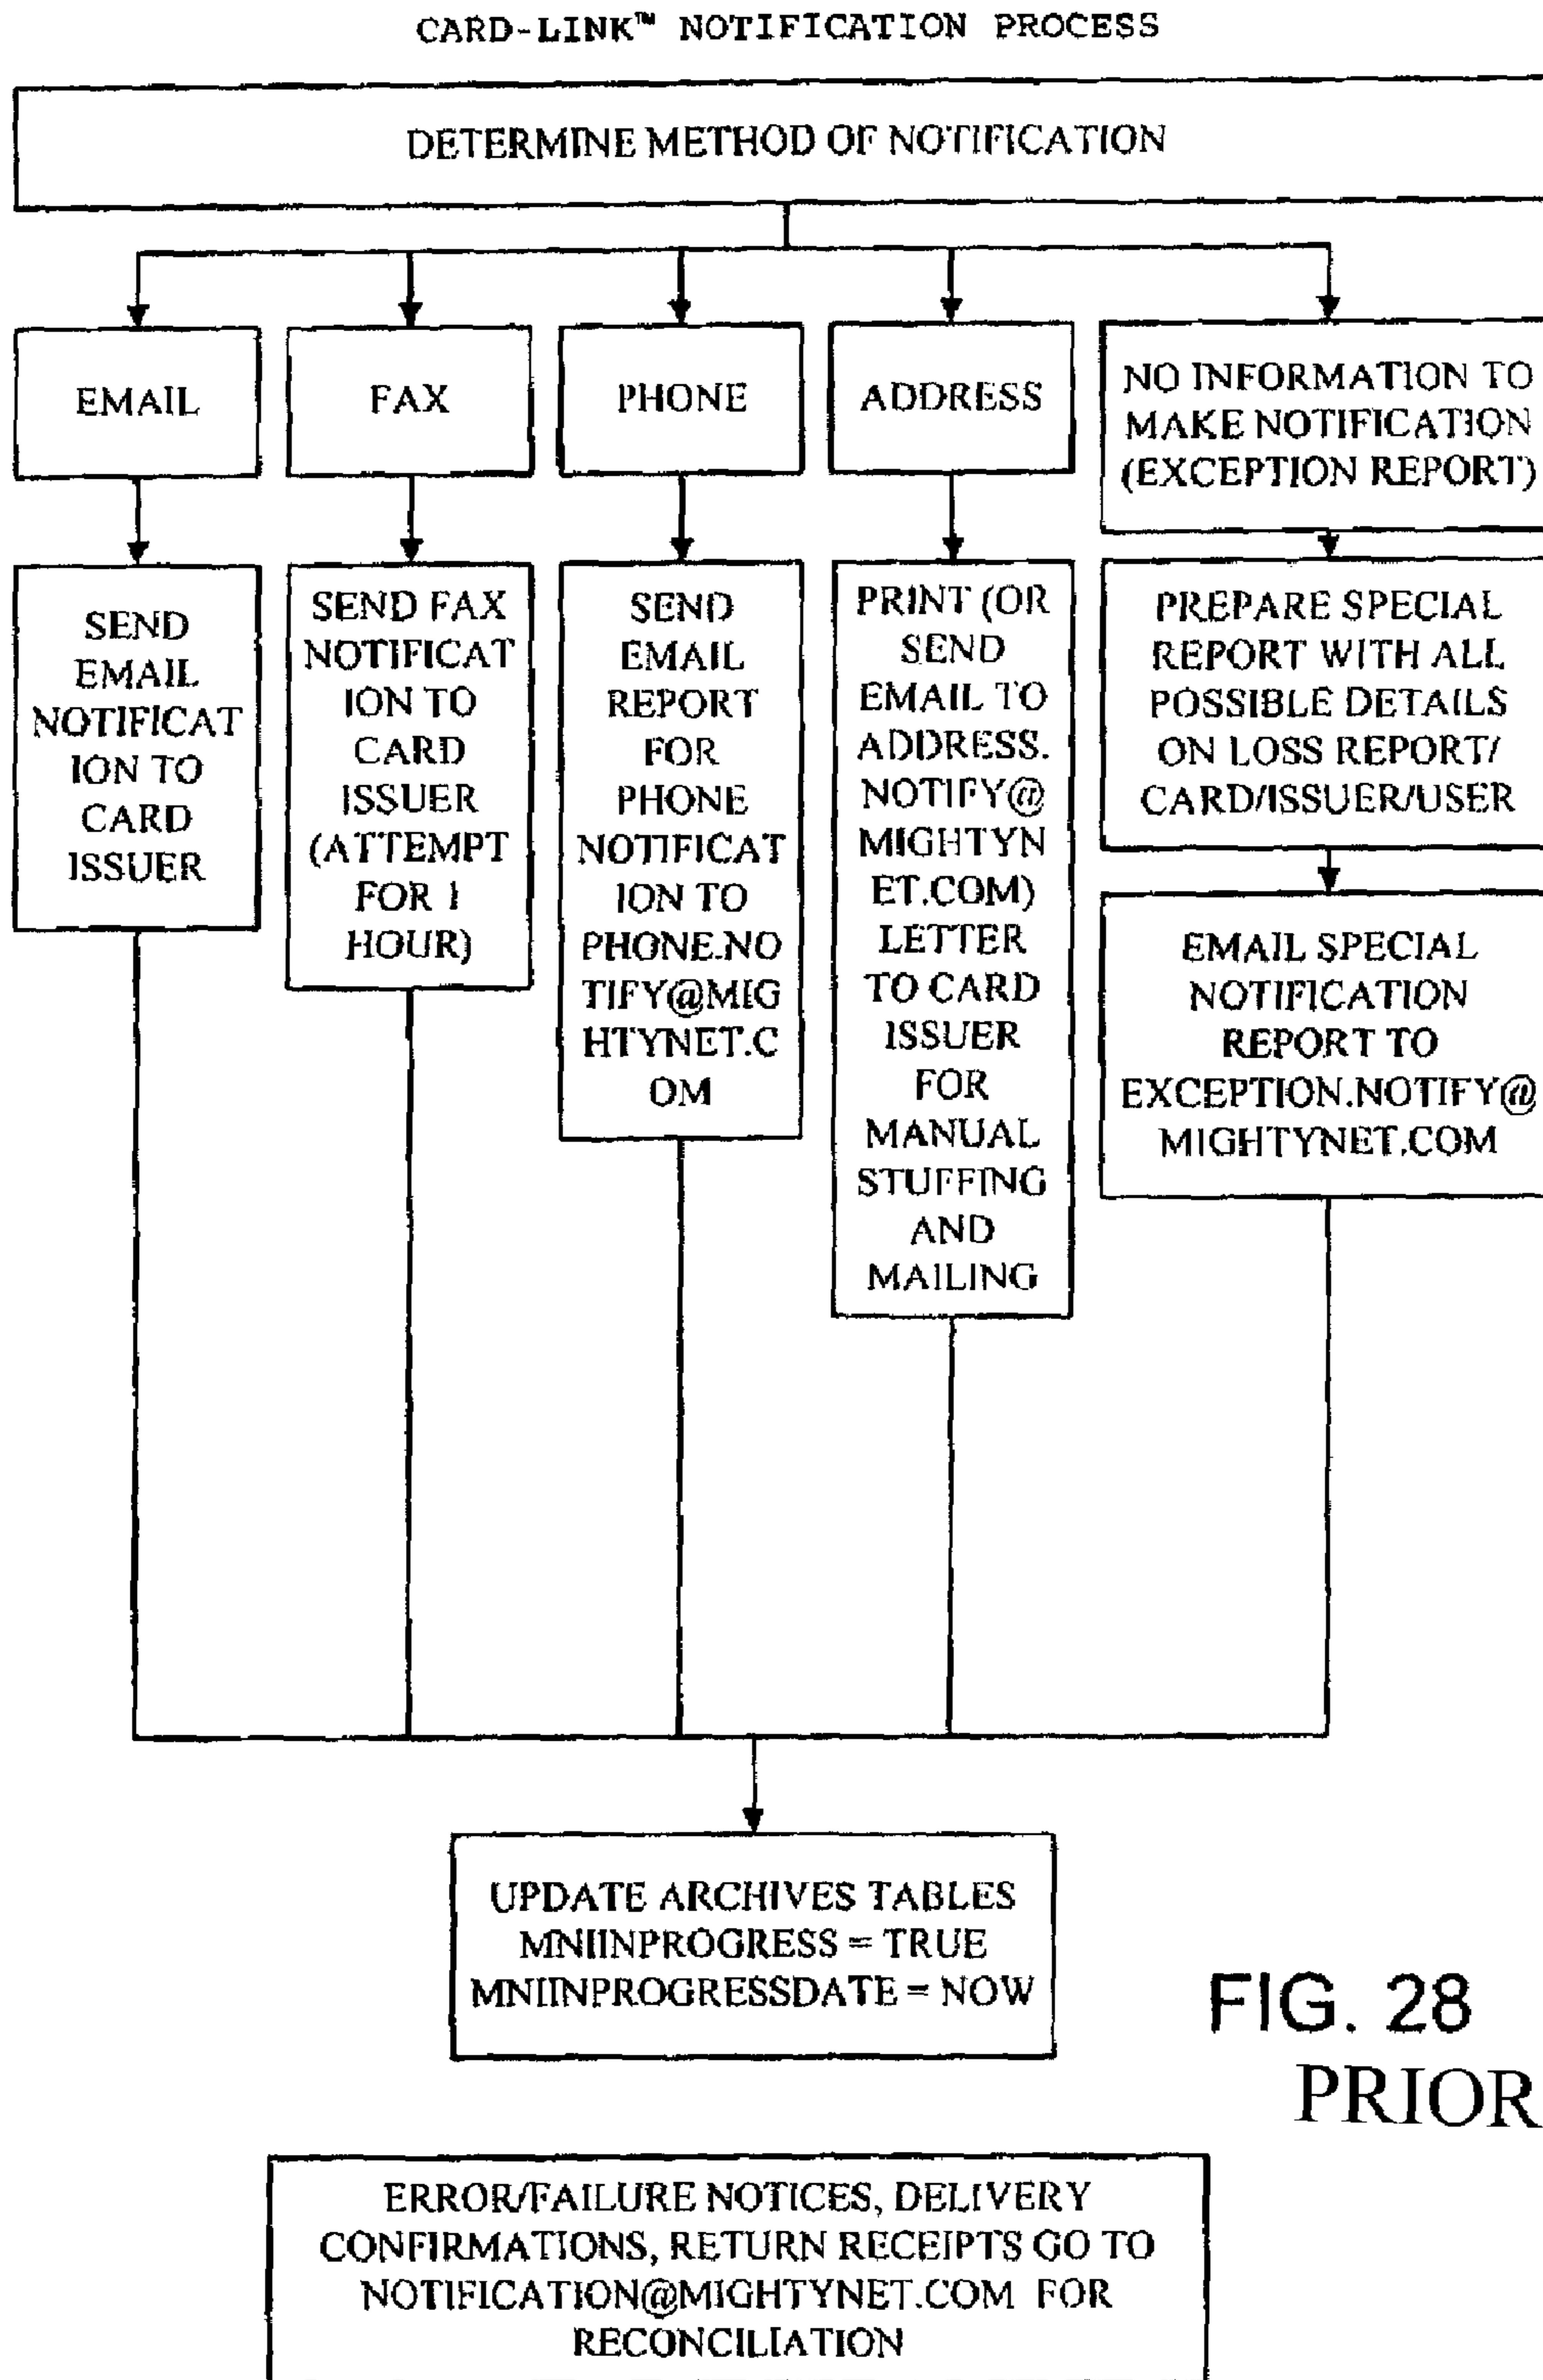 CARD-LINK™ NOTIFICATION PROCESS
DETERMINE METHOD OF NOTIFICATION
EMAIL
FAX
PHONE
ADDRESS
NO INFORMATION TO
MAKE NOTIFICATION
(EXCEPTION REPORT)
SEND
EMAIL
NOTIFICAT
ION TO
CARD
ISSUER
SEND FAX
NOTIFICAT
ION TO
CARD
ISSUER
(ATTEMPT
FOR 1
HOUR)
SEND
EMAIL
REPORT
FOR
PHONE
NOTIFICAT
ION TO
PHONE.NO
TIFY@MIG
HTYNET.C
OM
PRINT (OR
SEND
EMAIL TO
ADDRESS.
NOTIFY@
MIGHTYN
ET.COM)
LETTER
TO CARD
ISSUER
FOR
MANUAL
STUFFING
AND
MAILING
PREPARE SPECIAL
REPORT WITH ALL
POSSIBLE DETAILS
ON LOSS REPORT/
CARD/ISSUER/USER
EMAIL SPECIAL
NOTIFICATION
REPORT TO
EXCEPTION.NOTIFY@
MIGHTYNET.COM
UPDATE ARCHIVES TABLES
MNIINPROGRESS = TRUE
MNIINPROGRESSDATE = NOW
FIG. 28
PRIOR
ERROR/FAILURE NOTICES, DELIVERY
CONFIRMATIONS, RETURN RECEIPTS GO TO
NOTIFICATION@MIGHTYNET.COM FOR
RECONCILIATION